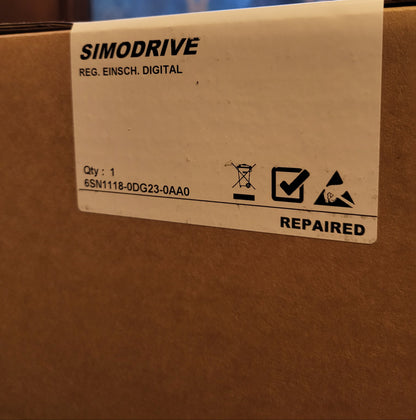 SIMODRIVE
REG. EINSCH. DIGITAL
Qty : 1
6SN1118-0DG23-0AA0
REPAIRED